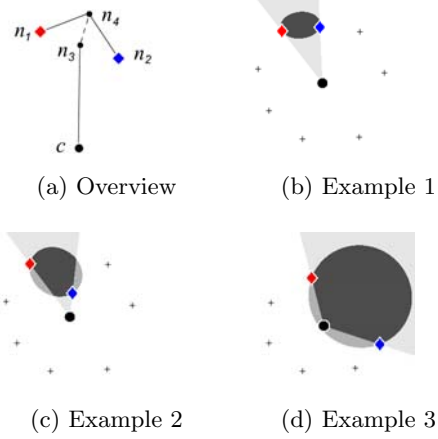 n4
n1
n3
n2
c
(a) Overview
(b) Example 1
(c) Example 2
(d) Example 3